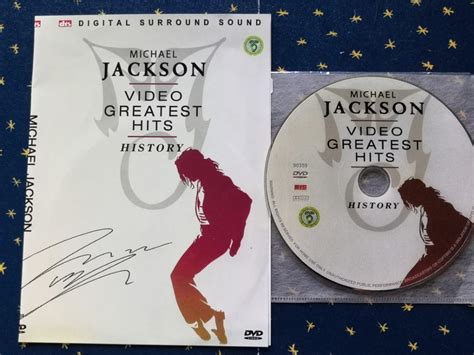 dts DIGITAL SURROUND SOUND
MICHAEL
JACKSON
VIDEO
GREATEST
HITS
HISTORY
MICHAEL JACKSON
DVD
MICHAEL
JACKSON
VIDEO
GREATEST
HITS
HISTORY
DVD